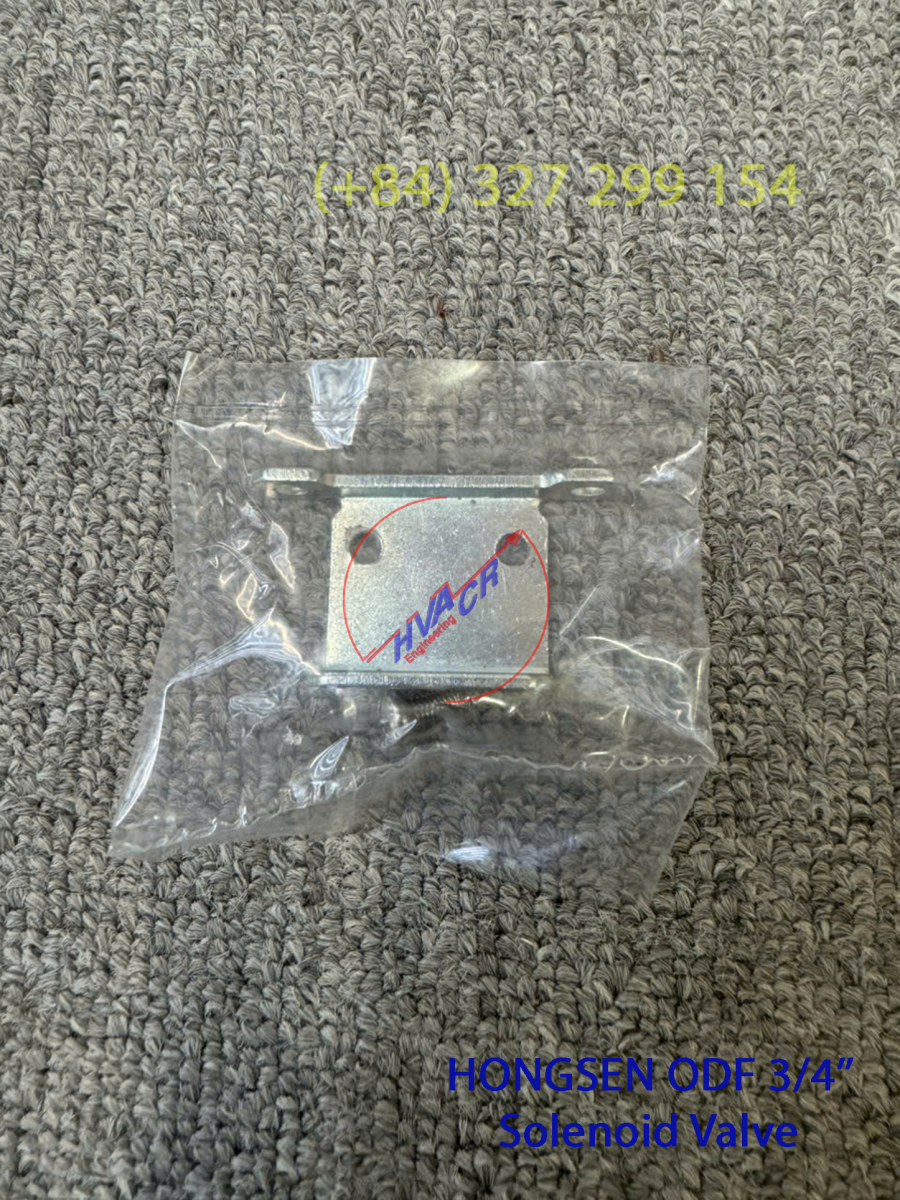 (+84) 327 299 154
HVACR
Engineering
HONGSEN ODF 3/4”
Solenoid Valve